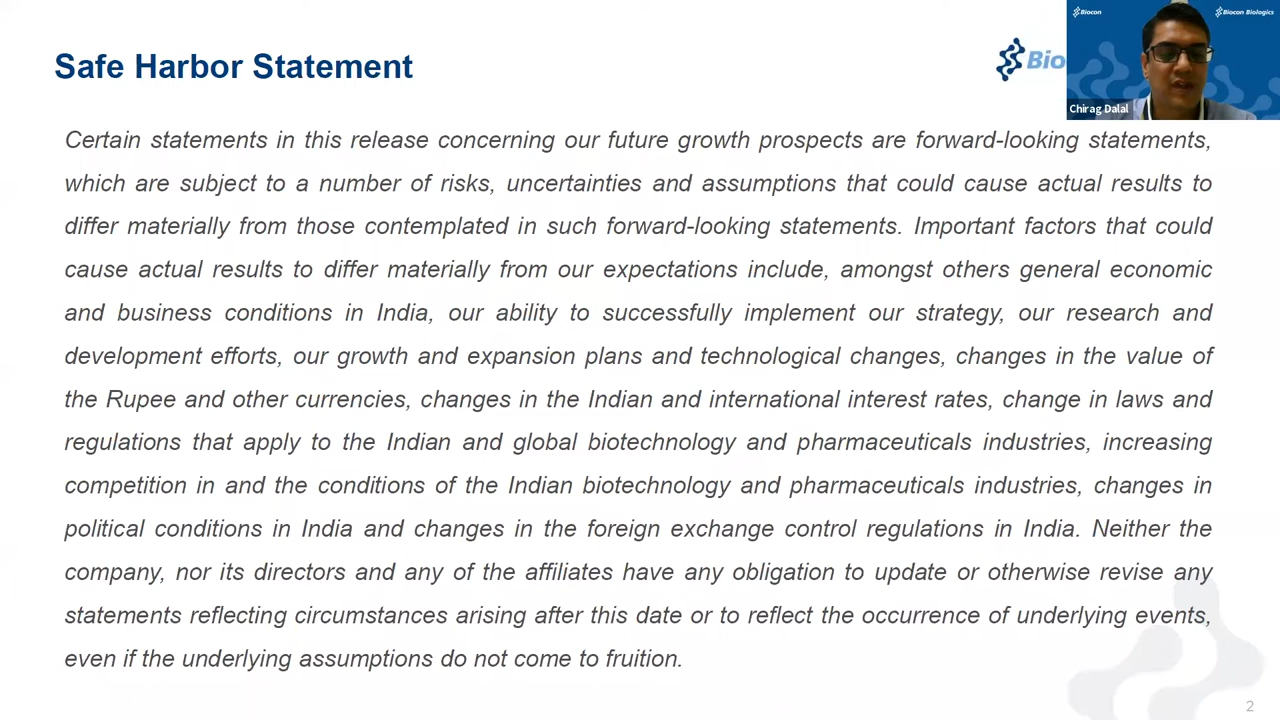 Safe Harbor Statement
Bio
Biocon
Biocon Biologics
Chirag Dalal
Certain statements in this release concerning our future growth prospects are forward-looking statements,
which are subject to a number of risks, uncertainties and assumptions that could cause actual results to
differ materially from those contemplated in such forward-looking statements. Important factors that could
cause actual results to differ materially from our expectations include, amongst others general economic
and business conditions in India, our ability to successfully implement our strategy, our research and
development efforts, our growth and expansion plans and technological changes, changes in the value of
the Rupee and other currencies, changes in the Indian and international interest rates, change in laws and
regulations that apply to the Indian and global biotechnology and pharmaceuticals industries, increasing
competition in and the conditions of the Indian biotechnology and pharmaceuticals industries, changes in
political conditions in India and changes in the foreign exchange control regulations in India. Neither the
company, nor its directors and any of the affiliates have any obligation to update or otherwise revise any
statements reflecting circumstances arising after this date or to reflect the occurrence of underlying events,
even if the underlying assumptions do not come to fruition.
2